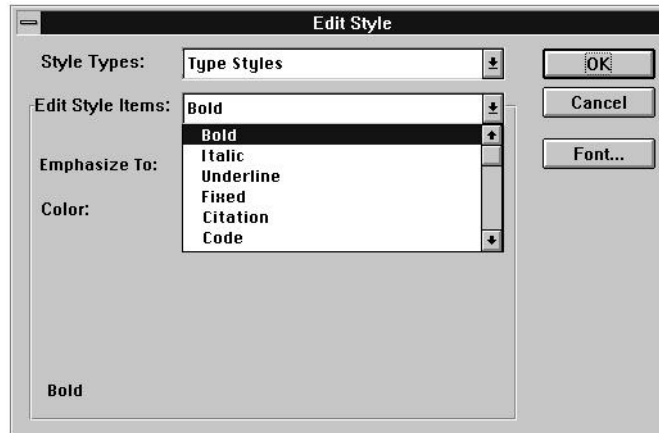 Edit Style
Style Types: Type Styles OK
Edit Style Items: Bold Cancel
Bold
Italic Font...
Emphasize To:
Underline
Fixed
Color:
Citation
Code
Bold